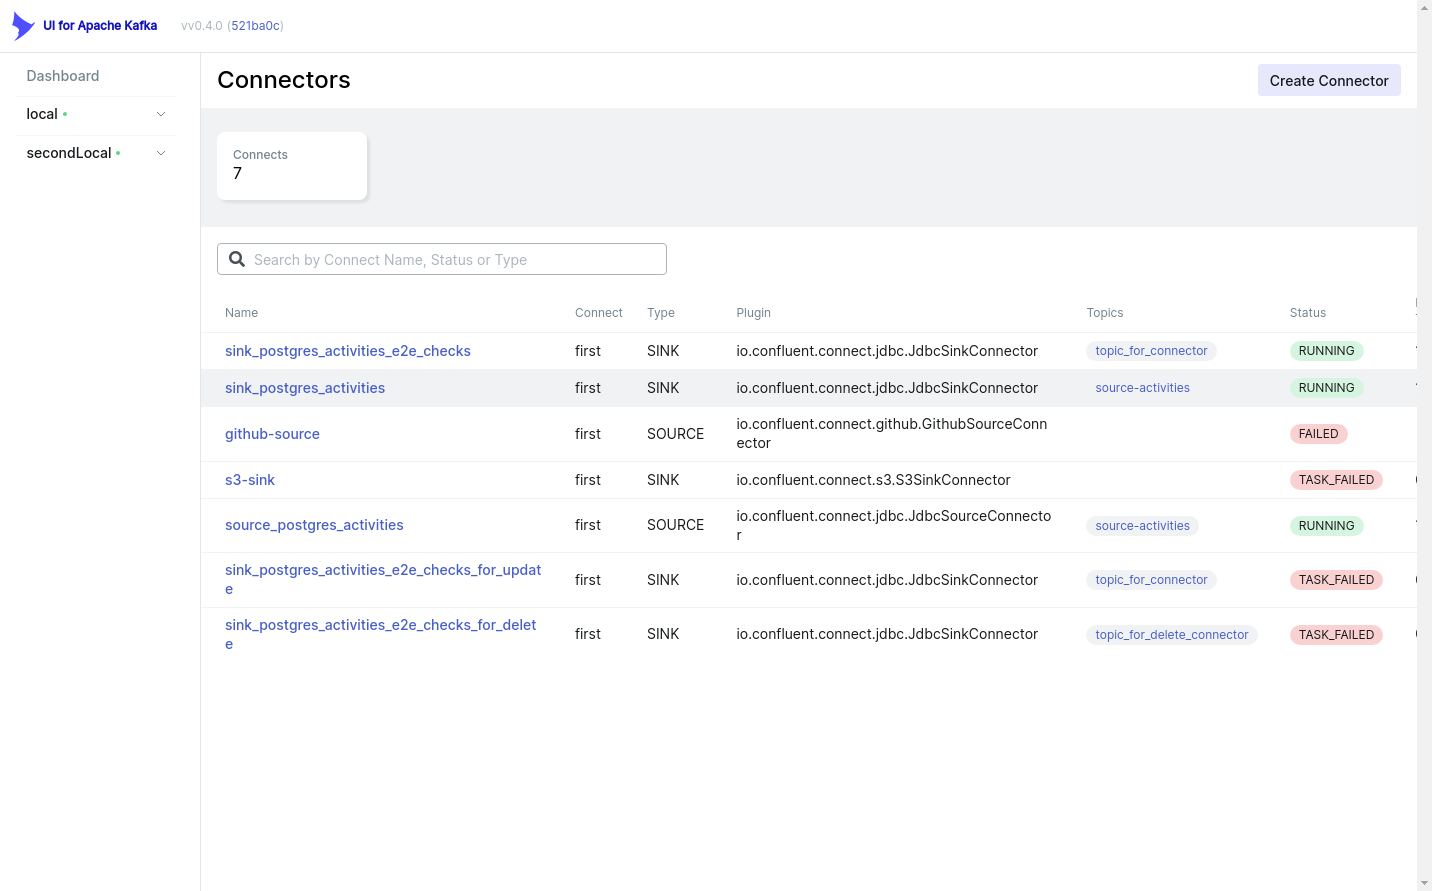 UI for Apache Kafka vv0.4.0 (521ba0c)
Dashboard
local
secondLocal
Connectors
Create Connector
Connects
7
Search by Connect Name, Status or Type
Name Connect Type Plugin Topics Status
sink_postgres_activities_e2e_checks first SINK io.confluent.connect.jdbc.JdbcSinkConnector topic_for_connector RUNNING
sink_postgres_activities first SINK io.confluent.connect.jdbc.JdbcSinkConnector source-activities RUNNING
github-source first SOURCE io.confluent.connect.github.GithubSourceConn
ector FAILED
s3-sink first SINK io.confluent.connect.s3.S3SinkConnector TASK_FAILED
source_postgres_activities first SOURCE io.confluent.connect.jdbc.JdbcSourceConnecto
r source-activities RUNNING
sink_postgres_activities_e2e_checks_for_updat
e first SINK io.confluent.connect.jdbc.JdbcSinkConnector topic_for_connector TASK_FAILED
sink_postgres_activities_e2e_checks_for_delet
e first SINK io.confluent.connect.jdbc.JdbcSinkConnector topic_for_delete_connector TASK_FAILED